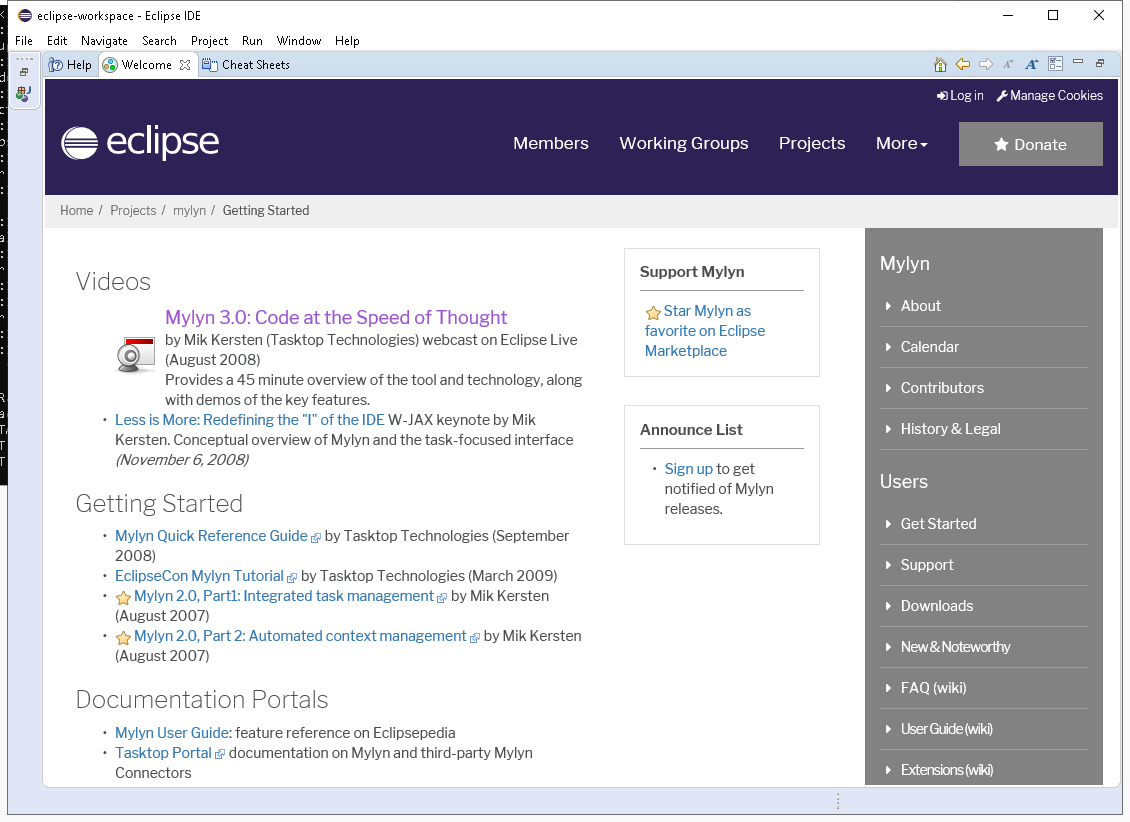 eclipse-workspace - Eclipse IDE
File Edit Navigate Search Project Run Window Help
Help Welcome Cheat Sheets
Log in Manage Cookies
eclipse
Members Working Groups Projects More Donate
Home / Projects / mylyn / Getting Started
Videos
Mylyn 3.0: Code at the Speed of Thought
by Mik Kersten (Tasktop Technologies) webcast on Eclipse Live
(August 2008)
Provides a 45 minute overview of the tool and technology, along
with demos of the key features.
• Less is More: Redefining the "I" of the IDE W-JAX keynote by Mik
Kersten. Conceptual overview of Mylyn and the task-focused interface
(November 6, 2008)
Getting Started
• Mylyn Quick Reference Guide by Tasktop Technologies (September
2008)
• EclipseCon Mylyn Tutorial by Tasktop Technologies (March 2009)
• Mylyn 2.0, Part1: Integrated task management by Mik Kersten
(August 2007)
• Mylyn 2.0, Part 2: Automated context management by Mik Kersten
(August 2007)
Documentation Portals
• Mylyn User Guide: feature reference on Eclipsepedia
• Tasktop Portal documentation on Mylyn and third-party Mylyn
Connectors
Support Mylyn
Star Mylyn as
favorite on Eclipse
Marketplace
Announce List
• Sign up to get
notified of Mylyn
releases.
Mylyn
About
Calendar
Contributors
History & Legal
Users
Get Started
Support
Downloads
New & Noteworthy
FAQ (wiki)
User Guide (wiki)
Extensions (wiki)